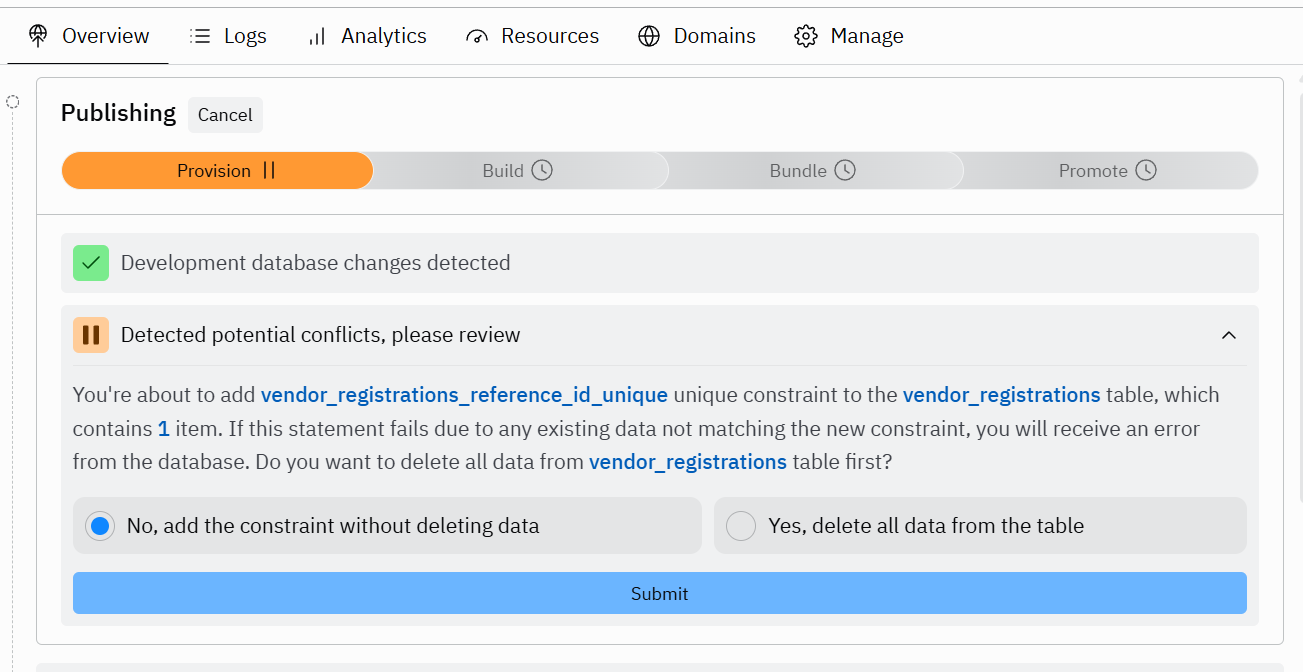 Overview Logs Analytics Resources Domains Manage
Publishing Cancel
Provision Build Bundle Promote
Development database changes detected
Detected potential conflicts, please review
You're about to add vendor_registrations_reference_id_unique unique constraint to the vendor_registrations table, which
contains 1 item. If this statement fails due to any existing data not matching the new constraint, you will receive an error
from the database. Do you want to delete all data from vendor_registrations table first?
No, add the constraint without deleting data Yes, delete all data from the table
Submit